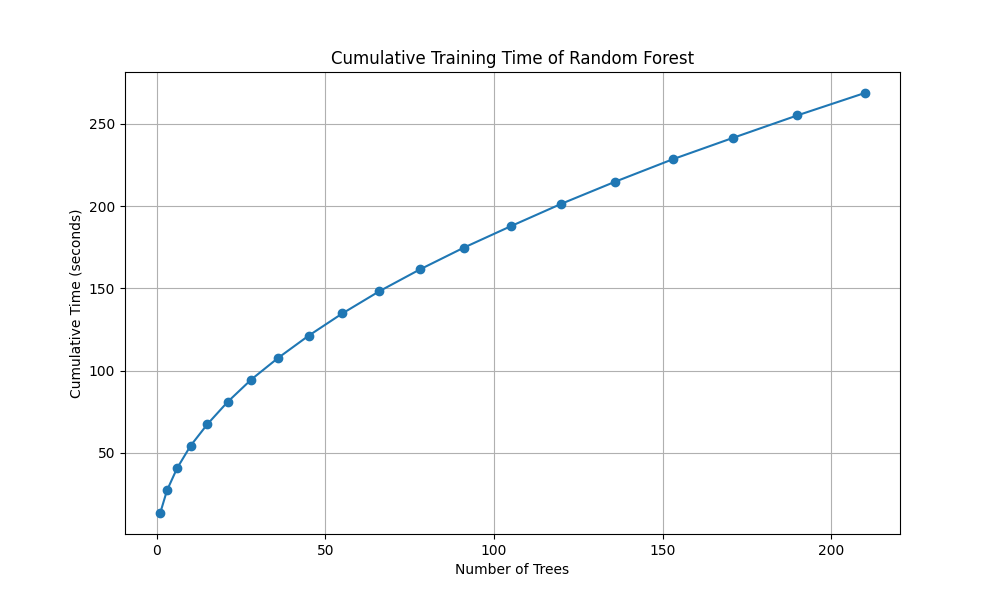 Cumulative Training Time of Random Forest
250
200
150
100
50
Cumulative Time (seconds)
0 50 100 150 200
Number of Trees